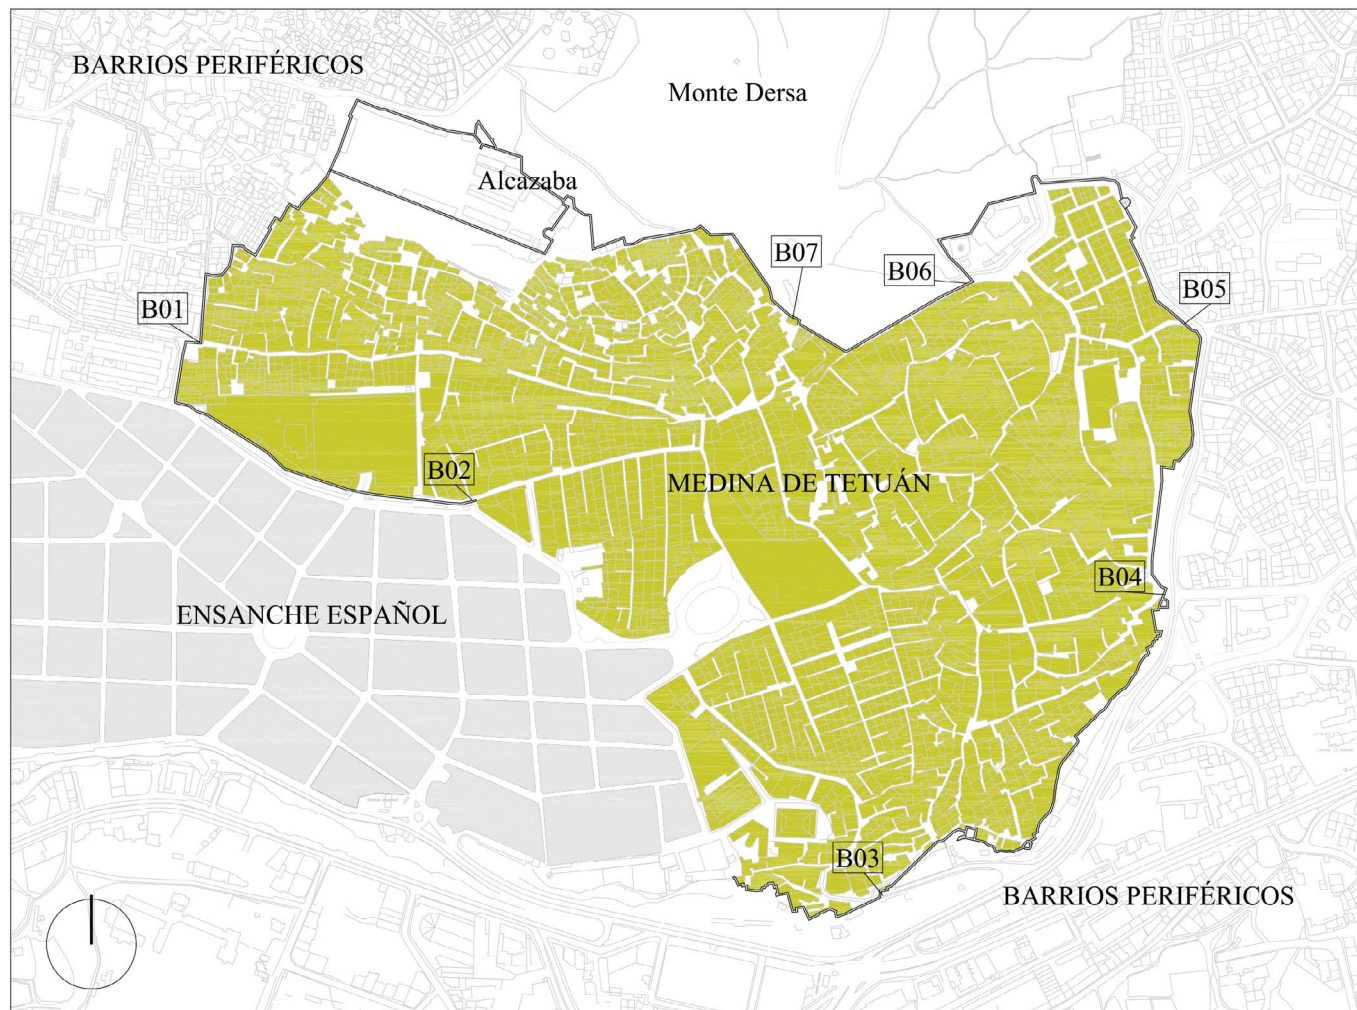 BARRIOS PERIFÉRICOS
Monte Dersa
Alcazaba
B07
B06
B05
B01
B02
MEDINA DE TETUÁN
B04
ENSANCHE ESPAÑOL
B03
BARRIOS PERIFÉRICOS